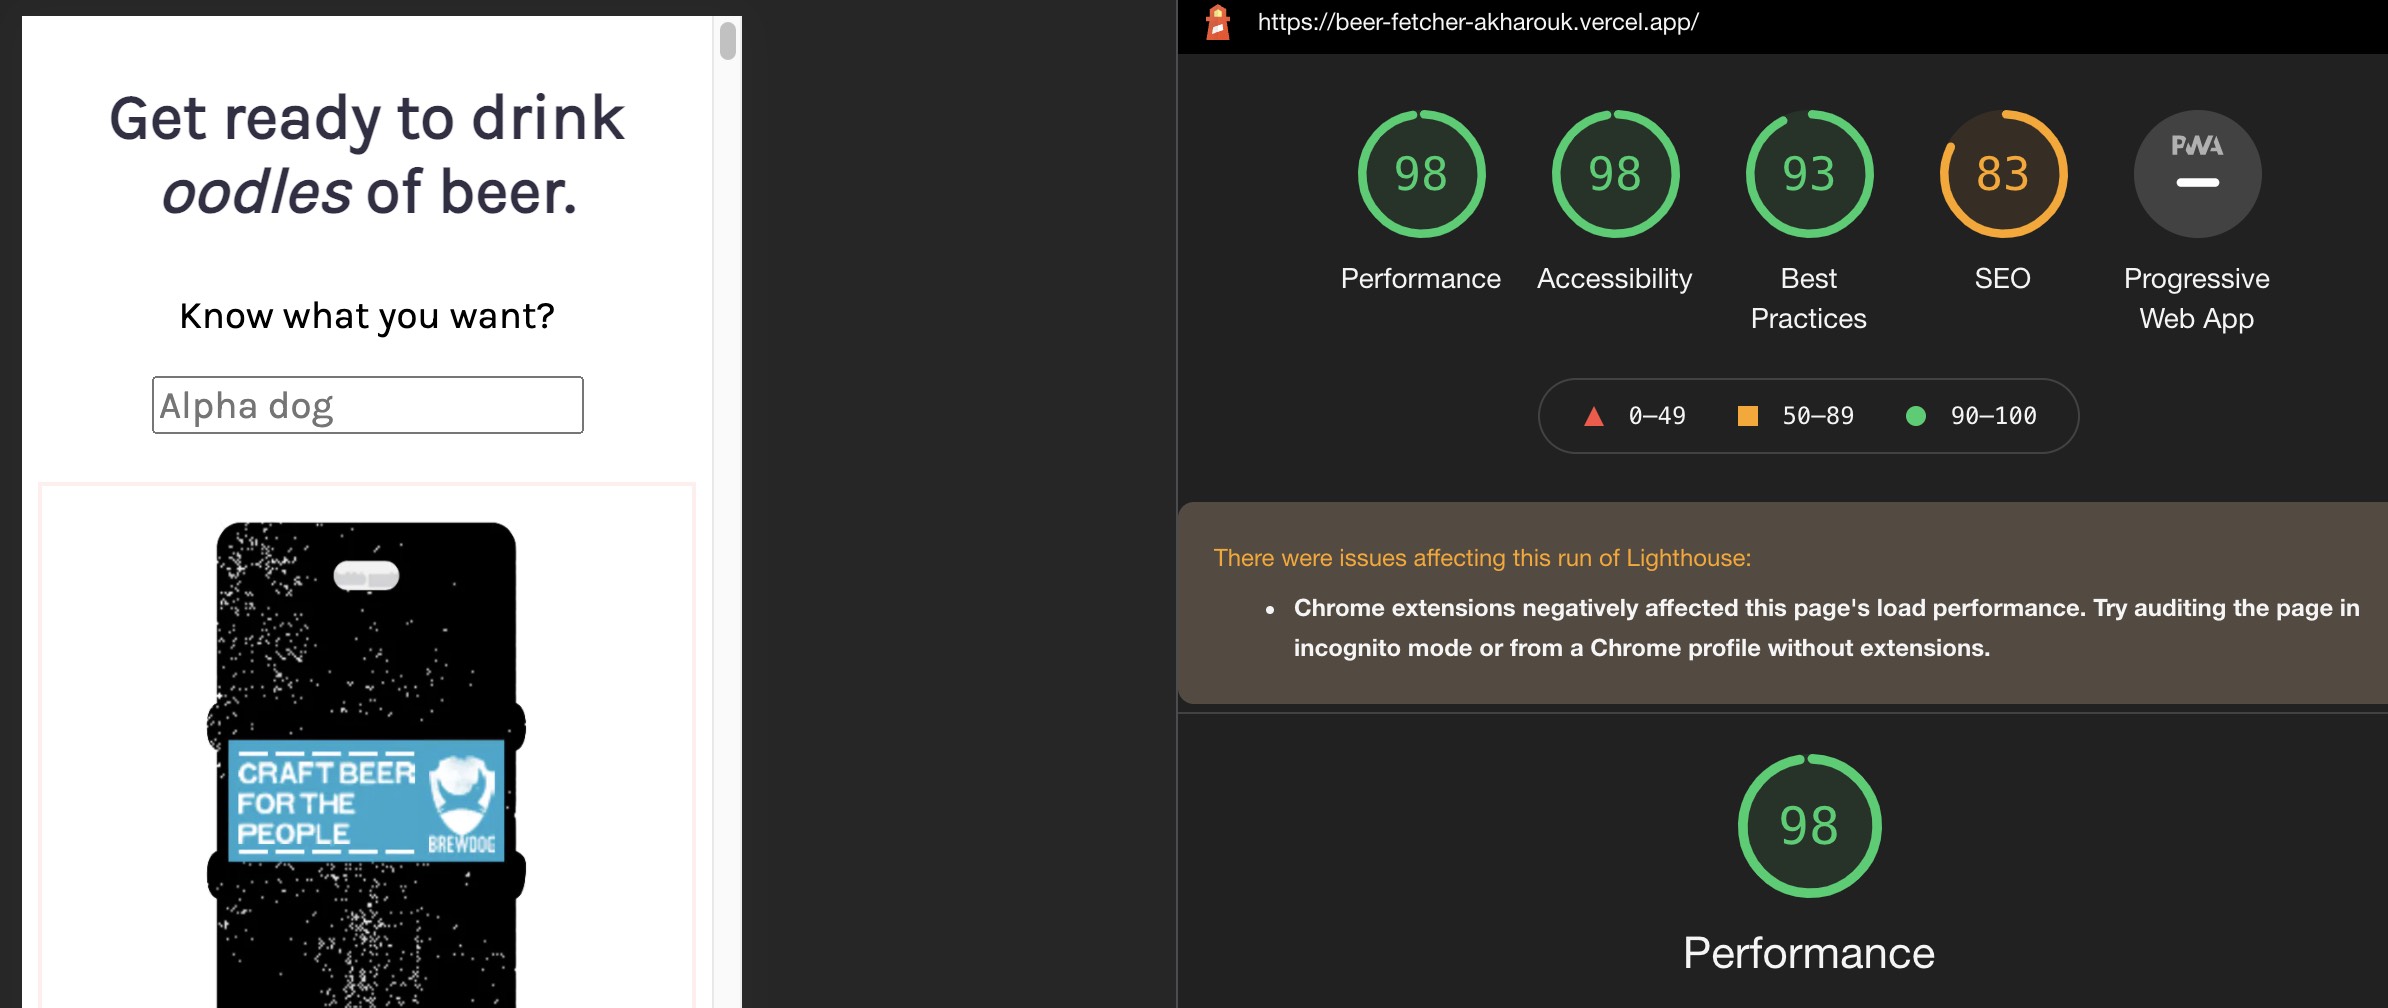 Get ready to drink
oodles of beer.
Know what you want?
Alpha dog
CRAFT BEER
FOR THE
PEOPLE
BREWDOG
https://beer-fetcher-akharouk.vercel.app/
98
98
93
83
PWA
Performance
Accessibility
Best
Practices
SEO
Progressive
Web App
0–49
50–89
90–100
There were issues affecting this run of Lighthouse:
Chrome extensions negatively affected this page's load performance. Try auditing the page in
incognito mode or from a Chrome profile without extensions.
98
Performance